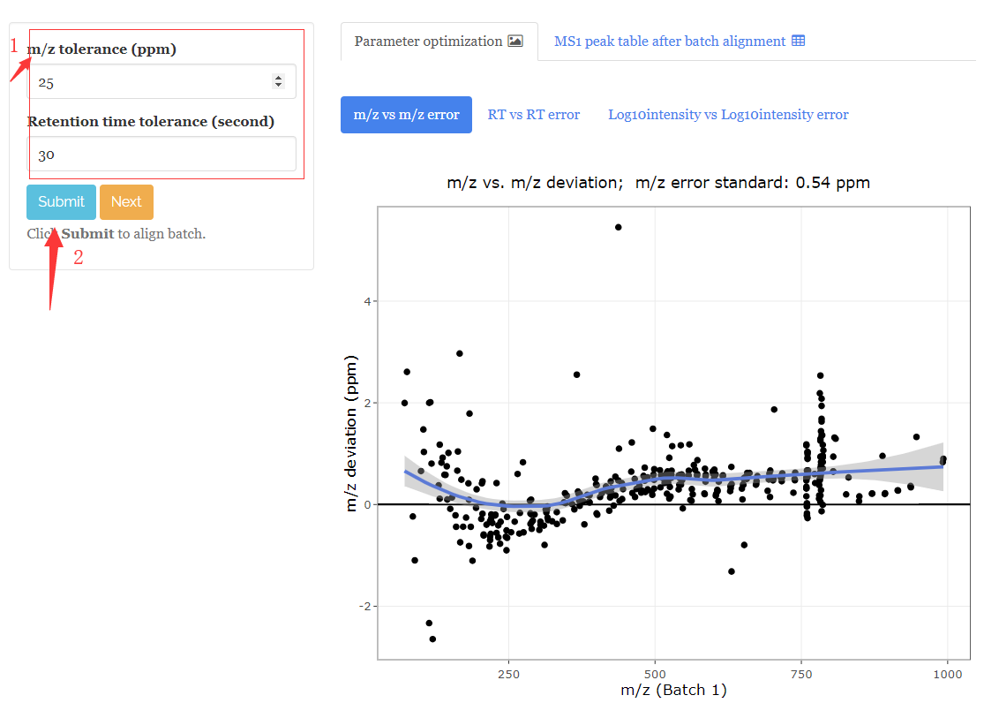 1
m/z tolerance (ppm)
25
Retention time tolerance (second)
30
Submit Next
Click Submit to align batch.
2
Parameter optimization MS1 peak table after batch alignment
m/z vs m/z error RT vs RT error Log10intensity vs Log10intensity error
m/z vs. m/z deviation; m/z error standard: 0.54 ppm
m/z deviation (ppm)
4
2
0
-2
250 500 750 1000
m/z (Batch 1)